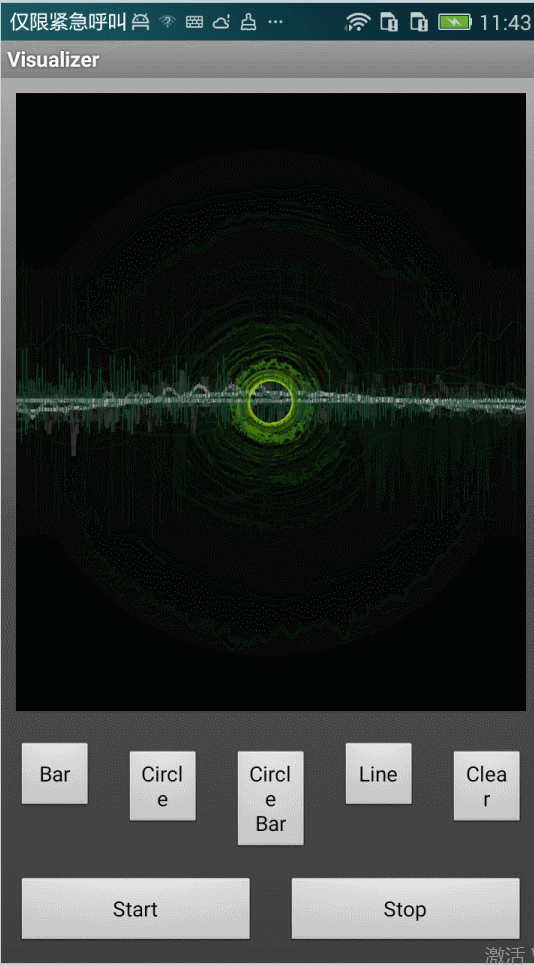 仅限紧急呼叫 ... 11:43
Visualizer
Bar
Circl
e
Circl
e
Bar
Line
Clea
r
Start
Stop
激活